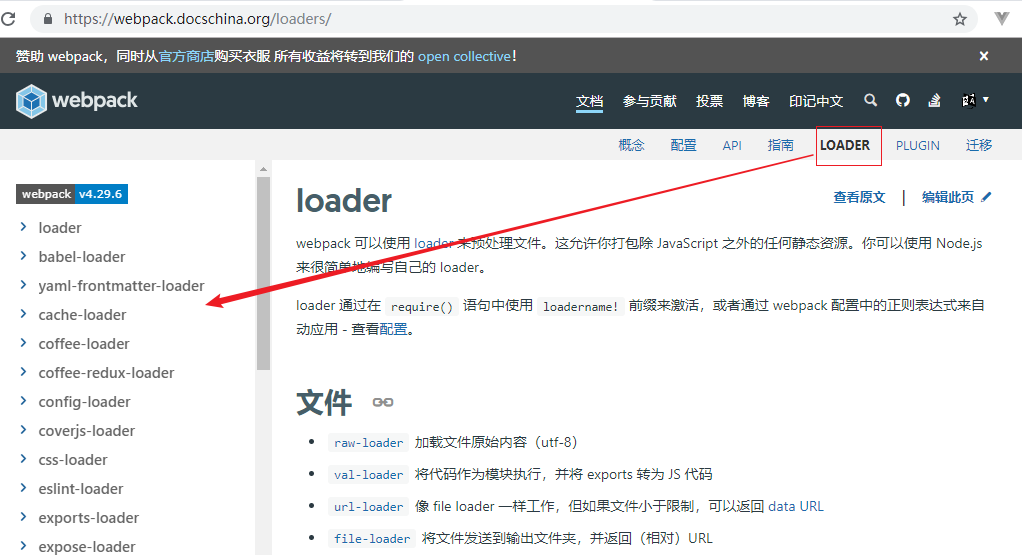 https://webpack.docschina.org/loaders/
赞助 webpack，同时从官方商店购买衣服 所有收益将转到我们的 open collective！ ×
webpack
文档 参与贡献 投票 博客 印记中文
概念 配置 API 指南 LOADER PLUGIN 迁移
webpack v4.29.6
loader
babel-loader
yaml-frontmatter-loader
cache-loader
coffee-loader
coffee-redux-loader
config-loader
coverjs-loader
css-loader
eslint-loader
exports-loader
expose-loader
loader
查看原文 | 编辑此页
webpack 可以使用 loader 来预处理文件。这允许你打包除 JavaScript 之外的任何静态资源。你可以使用 Node.js
来很简单地编写自己的 loader。
loader 通过在 require() 语句中使用 loadername! 前缀来激活，或者通过 webpack 配置中的正则表达式来自
动应用 - 查看配置。
文件
raw-loader 加载文件原始内容（utf-8）
val-loader 将代码作为模块执行，并将 exports 转为 JS 代码
url-loader 像 file loader 一样工作，但如果文件小于限制，可以返回 data URL
file-loader 将文件发送到输出文件夹，并返回（相对）URL